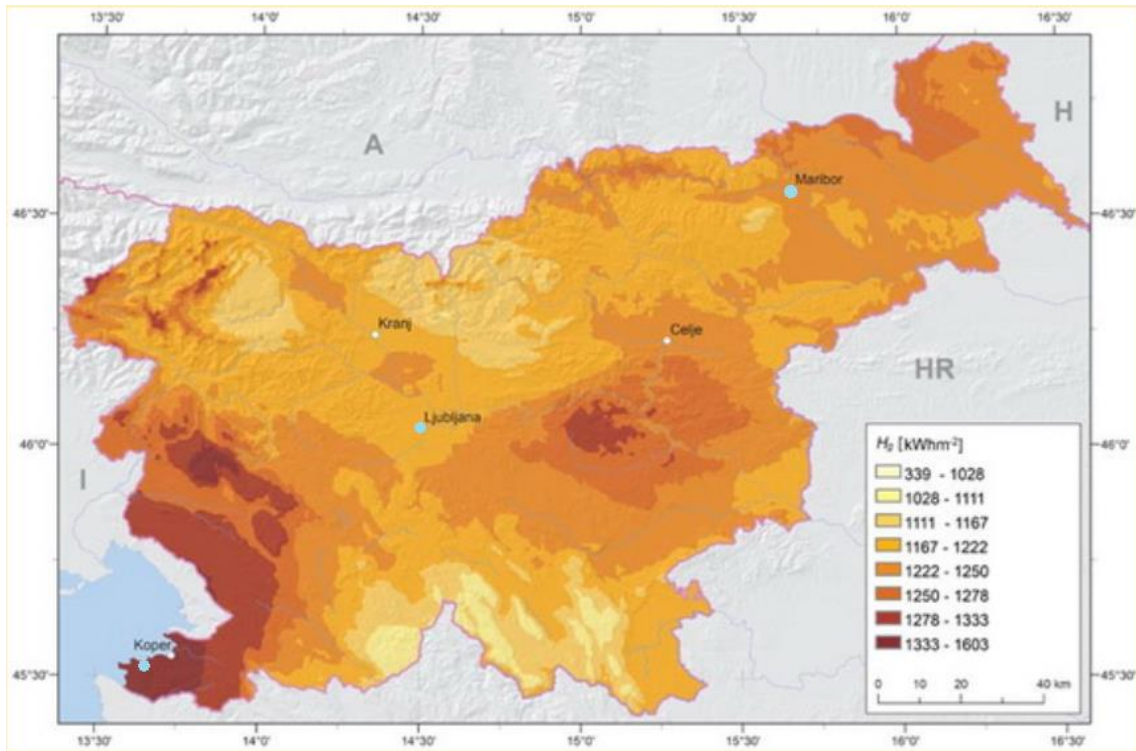 13°30' 14°0' 14°30' 15°0' 15°30' 16°0' 16°30'
A
H
Maribor
46°30' 46°30'
Kranj
Celje
HR
Ljubljana
46°0' 46°0'
I
Hg [kWhm-2]
339 - 1028
1028 - 1111
1111 - 1167
1167 - 1222
1222 - 1250
1250 - 1278
1278 - 1333
1333 - 1603
Koper
45°30' 45°30'
0 10 20 40 km
13°30' 14°0' 14°30' 15°0' 15°30' 16°0' 16°30'